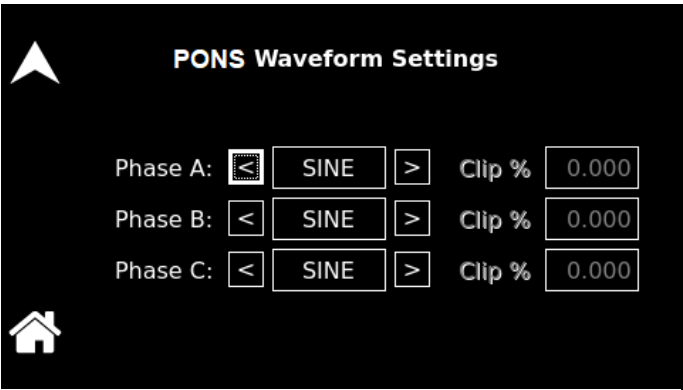 PONS Waveform Settings
Phase A: < SINE > Clip % 0.000
Phase B: < SINE > Clip % 0.000
Phase C: < SINE > Clip % 0.000